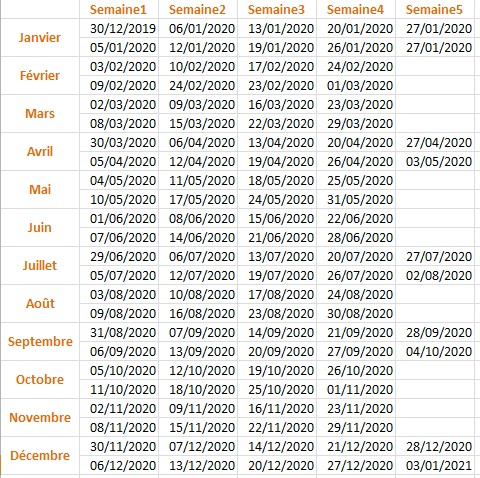 Semaine1 Semaine2 Semaine3 Semaine4 Semaine5
Janvier
30/12/2019 06/01/2020 13/01/2020 20/01/2020 27/01/2020
05/01/2020 12/01/2020 19/01/2020 26/01/2020 27/01/2020
Février
03/02/2020 10/02/2020 17/02/2020 24/02/2020
09/02/2020 24/02/2020 23/02/2020 01/03/2020
Mars
02/03/2020 09/03/2020 16/03/2020 23/03/2020
08/03/2020 15/03/2020 22/03/2020 29/03/2020
Avril
30/03/2020 06/04/2020 13/04/2020 20/04/2020 27/04/2020
05/04/2020 12/04/2020 19/04/2020 26/04/2020 03/05/2020
Mai
04/05/2020 11/05/2020 18/05/2020 25/05/2020
10/05/2020 17/05/2020 24/05/2020 31/05/2020
Juin
01/06/2020 08/06/2020 15/06/2020 22/06/2020
07/06/2020 14/06/2020 21/06/2020 28/06/2020
Juillet
29/06/2020 06/07/2020 13/07/2020 20/07/2020 27/07/2020
05/07/2020 12/07/2020 19/07/2020 26/07/2020 02/08/2020
Août
03/08/2020 10/08/2020 17/08/2020 24/08/2020
09/08/2020 16/08/2020 23/08/2020 30/08/2020
Septembre
31/08/2020 07/09/2020 14/09/2020 21/09/2020 28/09/2020
06/09/2020 13/09/2020 20/09/2020 27/09/2020 04/10/2020
Octobre
05/10/2020 12/10/2020 19/10/2020 26/10/2020
11/10/2020 18/10/2020 25/10/2020 01/11/2020
Novembre
02/11/2020 09/11/2020 16/11/2020 23/11/2020
08/11/2020 15/11/2020 22/11/2020 29/11/2020
Décembre
30/11/2020 07/12/2020 14/12/2020 21/12/2020 28/12/2020
06/12/2020 13/12/2020 20/12/2020 27/12/2020 03/01/2021